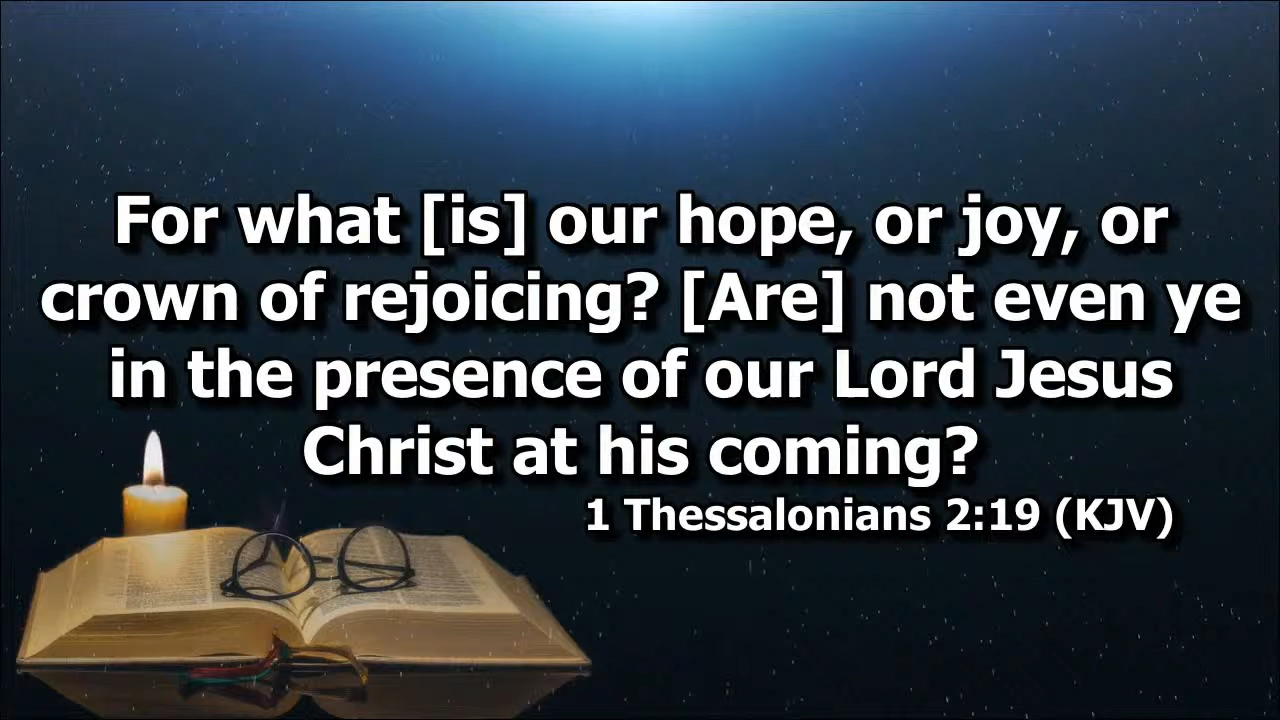 For what [is] our hope, or joy, or
crown of rejoicing? [Are] not even ye
in the presence of our Lord Jesus
Christ at his coming?
1 Thessalonians 2:19 (KJV)